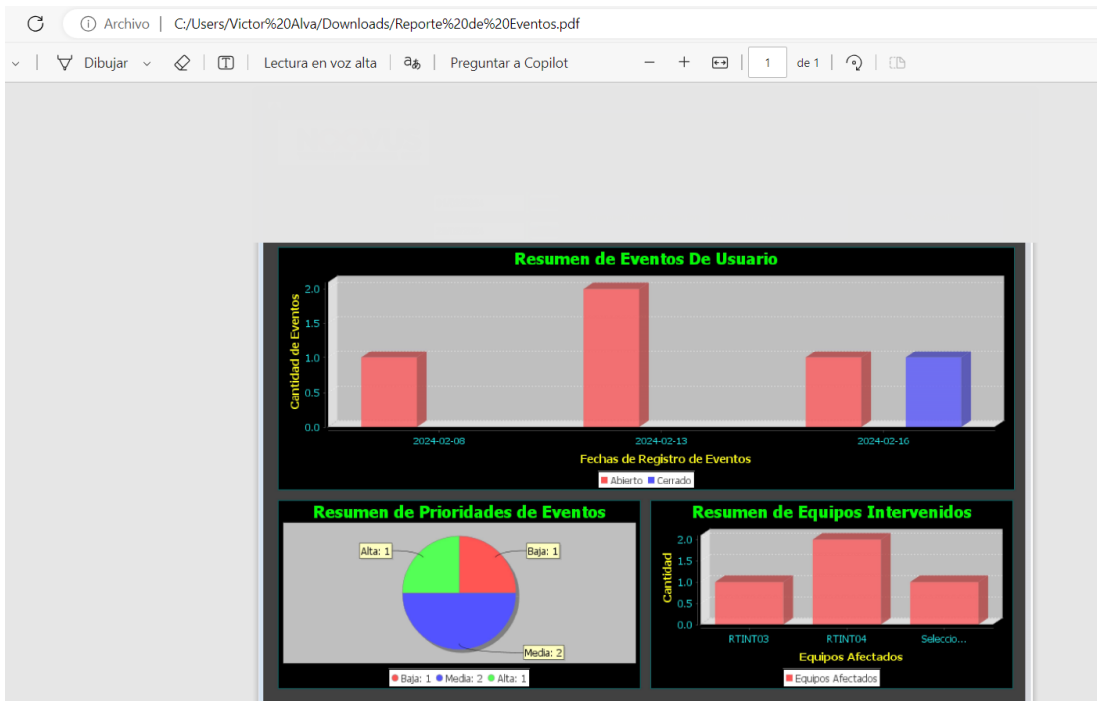 Archivo | C:/Users/Victor%20Alva/Downloads/Reporte%20de%20Eventos.pdf
Dibujar Lectura en voz alta aあ Preguntar a Copilot 1 de 1
Resumen de Eventos De Usuario
Cantidad de Eventos
2.0
1.5
1.0
0.5
0.0
2024-02-08 2024-02-13 2024-02-16
Fechas de Registro de Eventos
Abierto Cerrado
Resumen de Prioridades de Eventos
Alta: 1 Baja: 1
Media: 2
Baja: 1 Media: 2 Alta: 1
Resumen de Equipos Intervenidos
Cantidad
2.0
1.5
1.0
0.5
0.0
RTINT03 RTINT04 Seleccio...
Equipos Afectados
Equipos Afectados